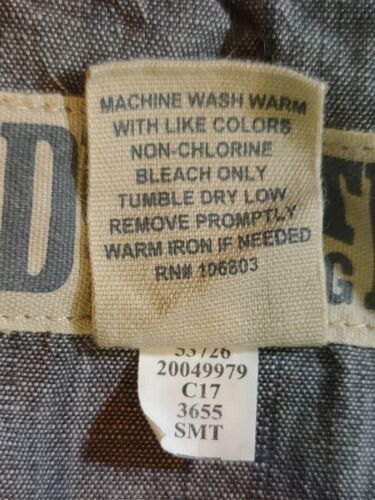 MACHINE WASH WARM
WITH LIKE COLORS
NON-CHLORINE
BLEACH ONLY
TUMBLE DRY LOW
REMOVE PROMPTLY
WARM IRON IF NEEDED
RN# 106803
20049979
C17
3655
SMT